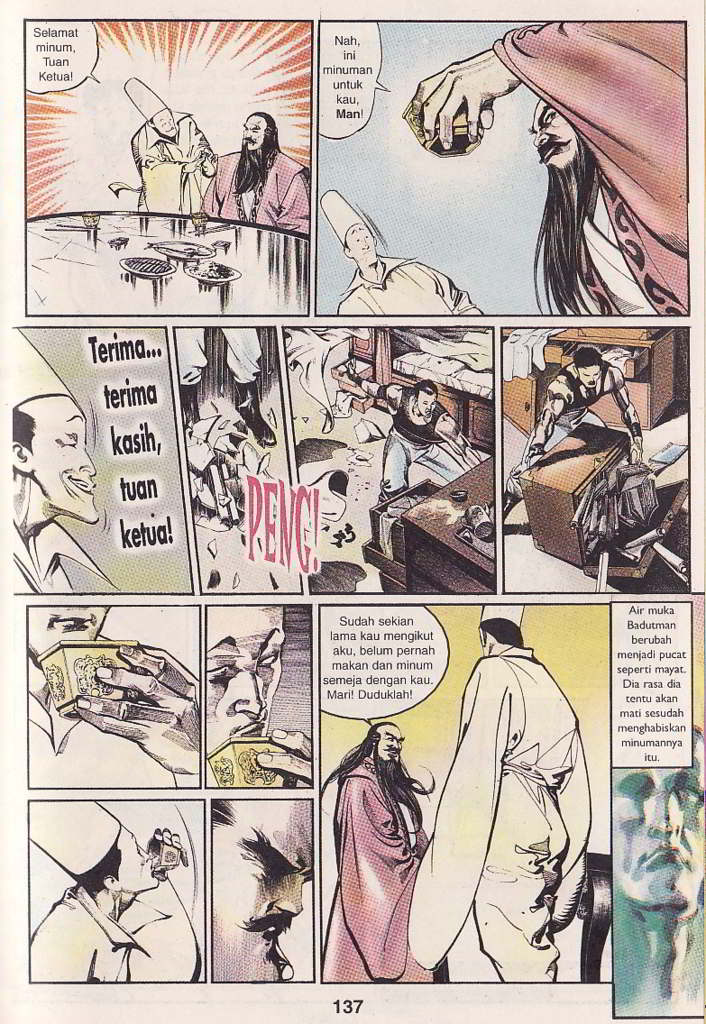 Selamat
minum,
Tuan
Ketua!
Nah,
ini
minuman
untuk
kau,
Man!
Terima...
terima
kasih,
tuan
ketua!
PENG!
Sudah sekian
lama kau mengikut
aku, belum pernah
makan dan minum
semeja dengan kau.
Mari! Duduklah!
Air muka
Badutman
berubah
menjadi pucat
seperti mayat.
Dia rasa dia
tentu akan
mati sesudah
menghabiskan
minumannya
itu.
137